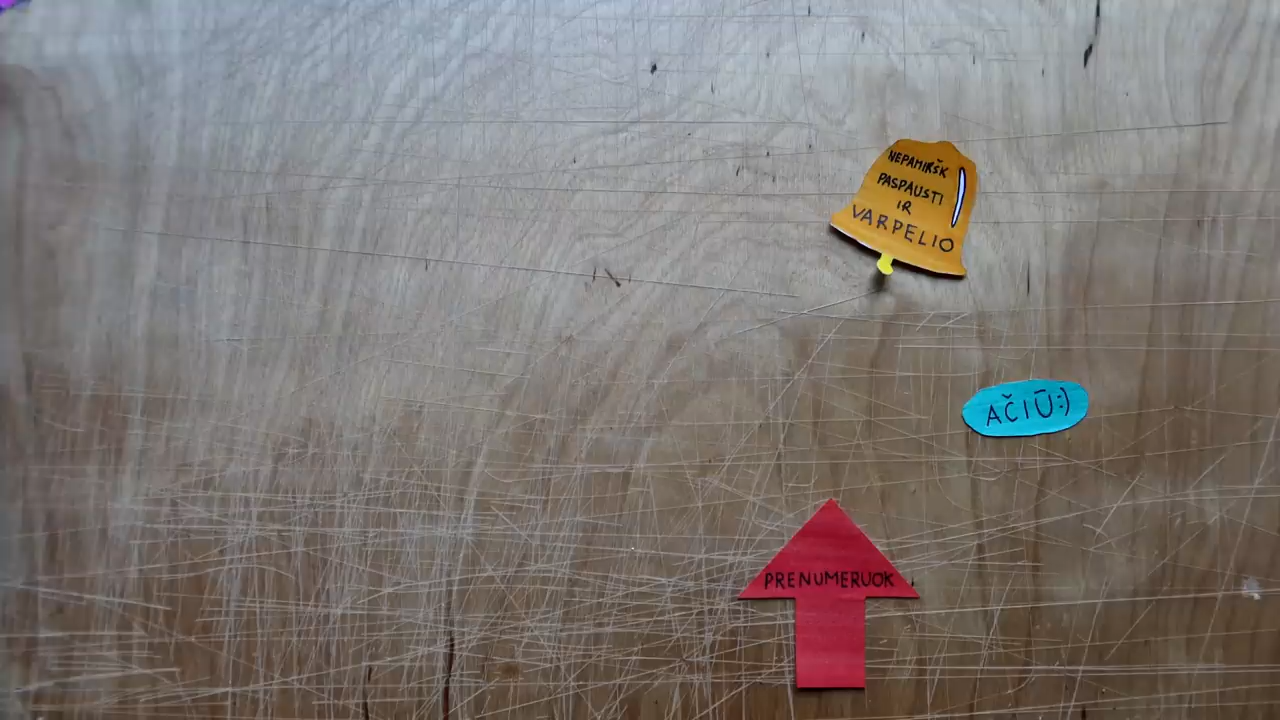 NEPAMIRŠK
PASPAUSTI
IR
VARPELIO
AČIŪ:)
PRENUMERUOK